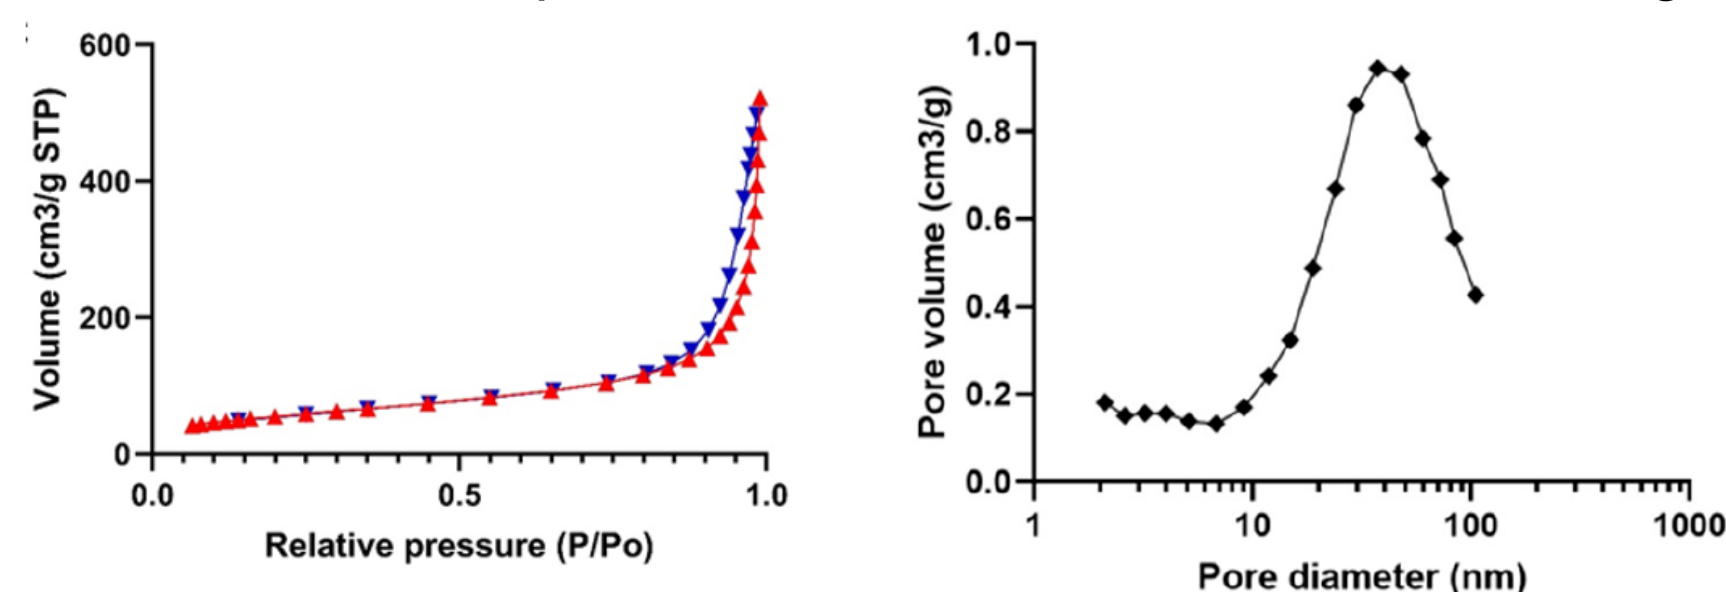 600
400
200
0
0.0 0.5 1.0
Volume (cm3/g STP)
Relative pressure (P/Po)
1.0
0.8
0.6
0.4
0.2
0.0
1 10 100 1000
Pore volume (cm3/g)
Pore diameter (nm)